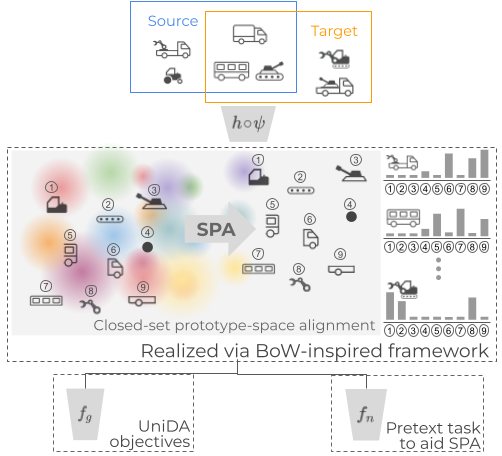 Source
Target
h∘ψ
① ① ③
② ②
③ ④
SPA
⑤ ④ ⑤ ⑥
⑥
⑦ ⑧ ⑨ ⑦ ⑧ ⑨
①②③④⑤⑥⑦⑧⑨
①②③④⑤⑥⑦⑧⑨
①②③④⑤⑥⑦⑧⑨
Closed-set prototype-space alignment
Realized via BoW-inspired framework
f_g
UniDA
objectives
f_n
Pretext task
to aid SPA